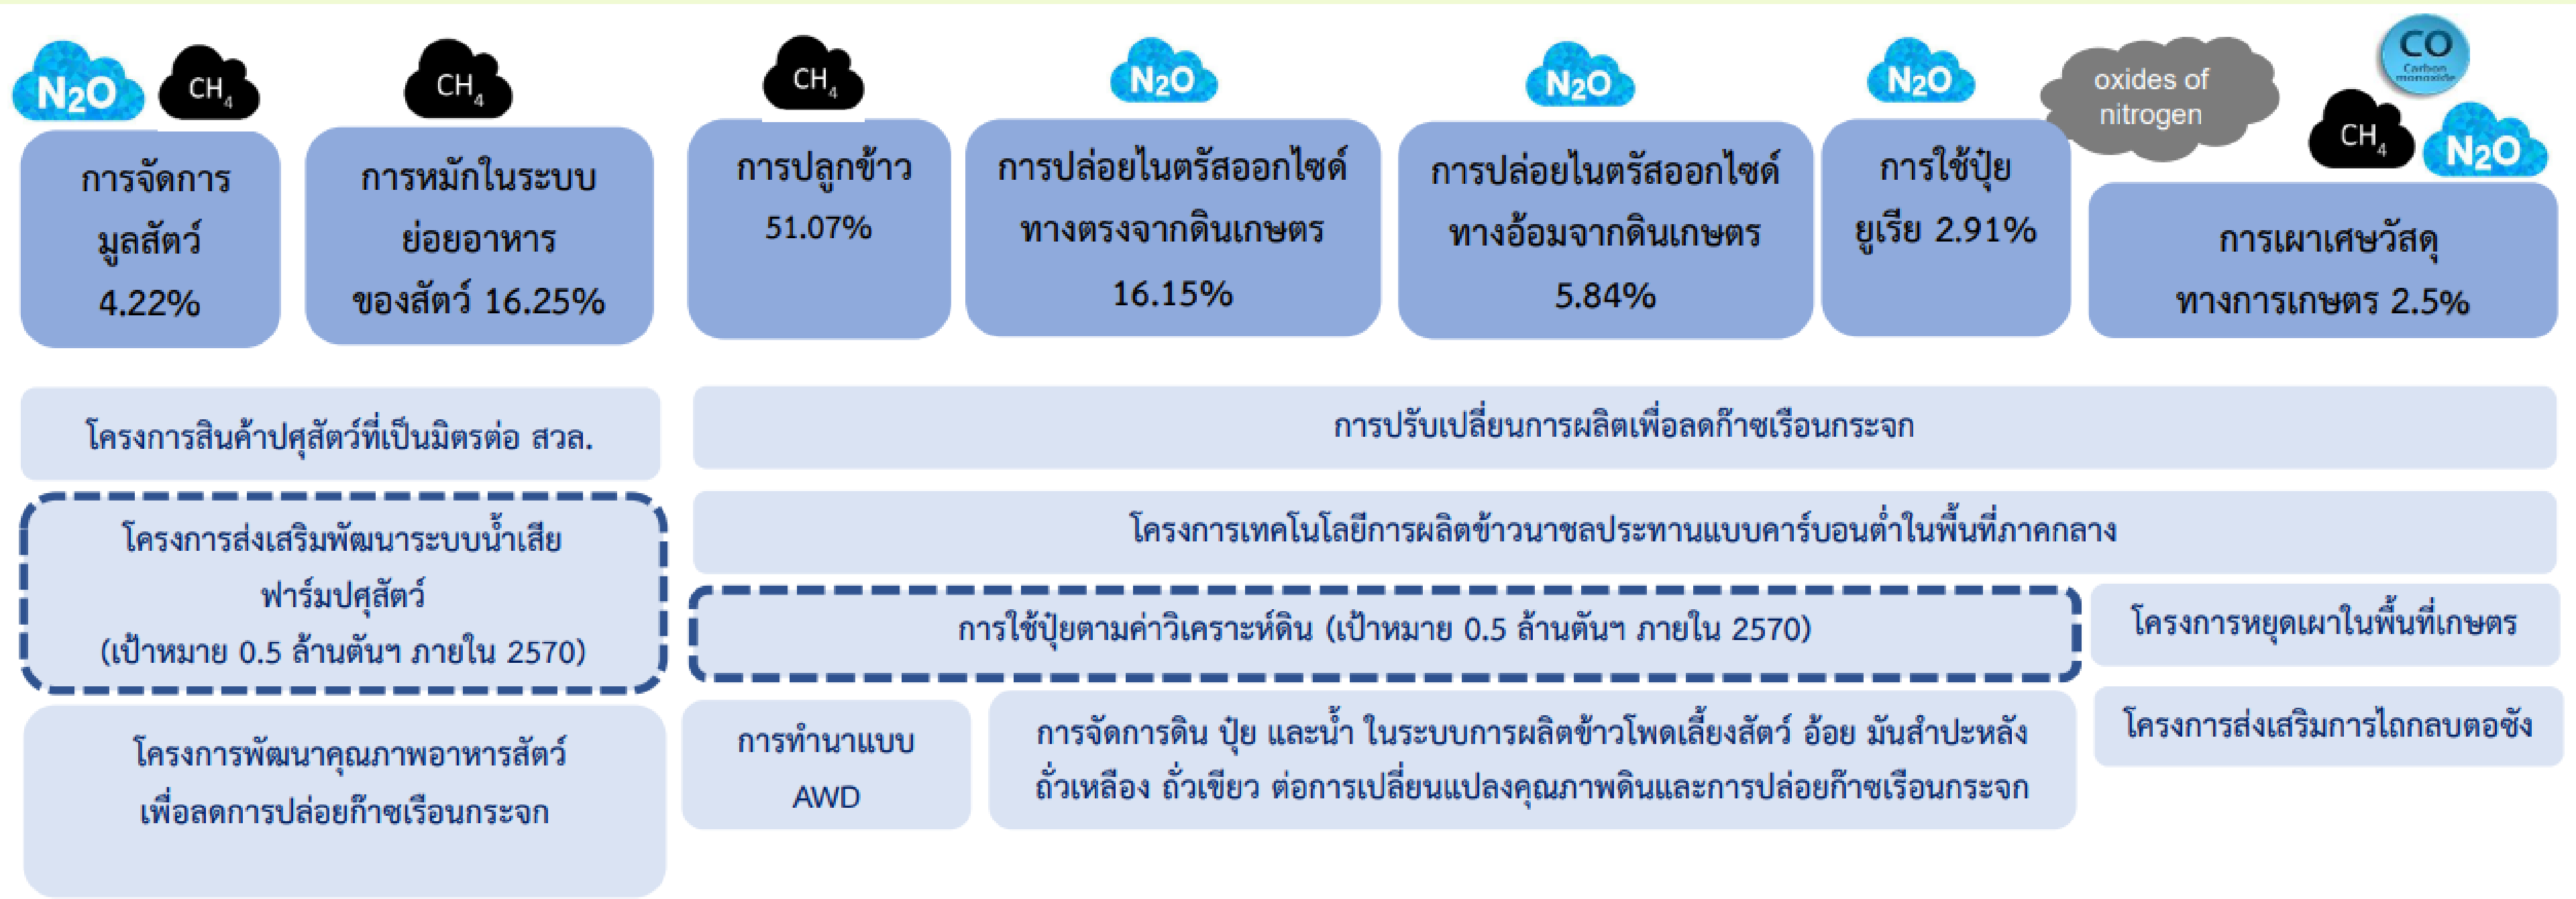 N2O
CH4
CH4
CH4
N2O
N2O
N2O
oxides of
nitrogen
CO
Carbon
monoxide
CH4
N2O
การจัดการ
มูลสัตว์
4.22%
การหมักในระบบ
ย่อยอาหาร
ของสัตว์ 16.25%
การปลูกข้าว
51.07%
การปล่อยไนตรัสออกไซด์
ทางตรงจากดินเกษตร
16.15%
การปล่อยไนตรัสออกไซด์
ทางอ้อมจากดินเกษตร
5.84%
การใช้ปุ๋ย
ยูเรีย 2.91%
การเผาเศษวัสดุ
ทางการเกษตร 2.5%
โครงการสินค้าปศุสัตว์ที่เป็นมิตรต่อ สวล.
การปรับเปลี่ยนการผลิตเพื่อลดก๊าซเรือนกระจก
โครงการส่งเสริมพัฒนาระบบน้ำเสีย
ฟาร์มปศุสัตว์
(เป้าหมาย 0.5 ล้านตันฯ ภายใน 2570)
โครงการเทคโนโลยีการผลิตข้าวนาชลประทานแบบคาร์บอนต่ำในพื้นที่ภาคกลาง
การใช้ปุ๋ยตามค่าวิเคราะห์ดิน (เป้าหมาย 0.5 ล้านตันฯ ภายใน 2570)
โครงการหยุดเผาในพื้นที่เกษตร
โครงการพัฒนาคุณภาพอาหารสัตว์
เพื่อลดการปล่อยก๊าซเรือนกระจก
การทำนาแบบ
AWD
การจัดการดิน ปุ๋ย และน้ำ ในระบบการผลิตข้าวโพดเลี้ยงสัตว์ อ้อย มันสำปะหลัง
ถั่วเหลือง ถั่วเขียว ต่อการเปลี่ยนแปลงคุณภาพดินและการปล่อยก๊าซเรือนกระจก
โครงการส่งเสริมการไถกลบตอซัง